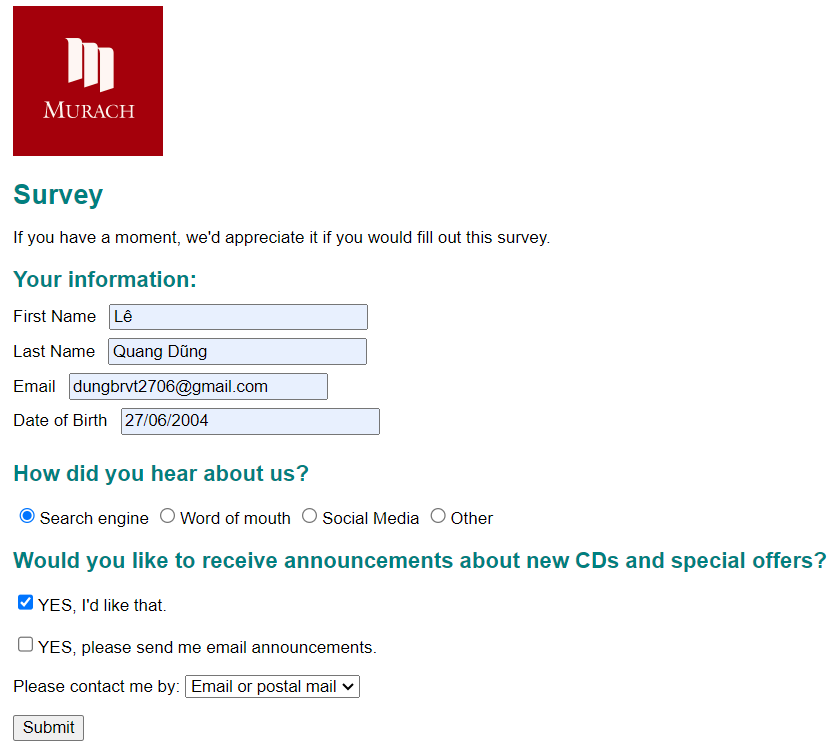 MURACH
Survey
If you have a moment, we'd appreciate it if you would fill out this survey.
Your information:
First Name Lê
Last Name Quang Dũng
Email dungbrvt2706@gmail.com
Date of Birth 27/06/2004
How did you hear about us?
Search engine Word of mouth Social Media Other
Would you like to receive announcements about new CDs and special offers?
YES, I'd like that.
YES, please send me email announcements.
Please contact me by: Email or postal mail
Submit